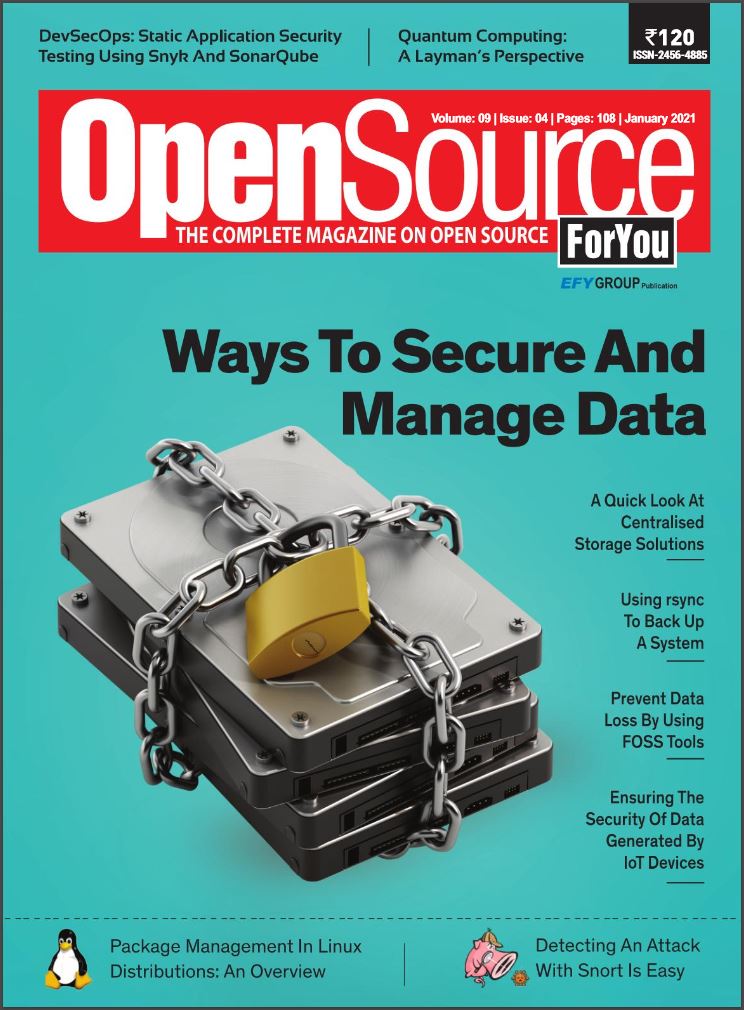 DevSecOps: Static Application Security
Testing Using Snyk And SonarQube
Quantum Computing:
A Layman's Perspective
₹120
ISSN-2456-4885
Volume: 09 | Issue: 04 | Pages: 108 | January 2021
OpenSource
THE COMPLETE MAGAZINE ON OPEN SOURCE
ForYou
EFY GROUP Publication
Ways To Secure And
Manage Data
A Quick Look At
Centralised
Storage Solutions
Using rsync
To Back Up
A System
Prevent Data
Loss By Using
FOSS Tools
Ensuring The
Security Of Data
Generated By
IoT Devices
Package Management In Linux
Distributions: An Overview
Detecting An Attack
With Snort Is Easy